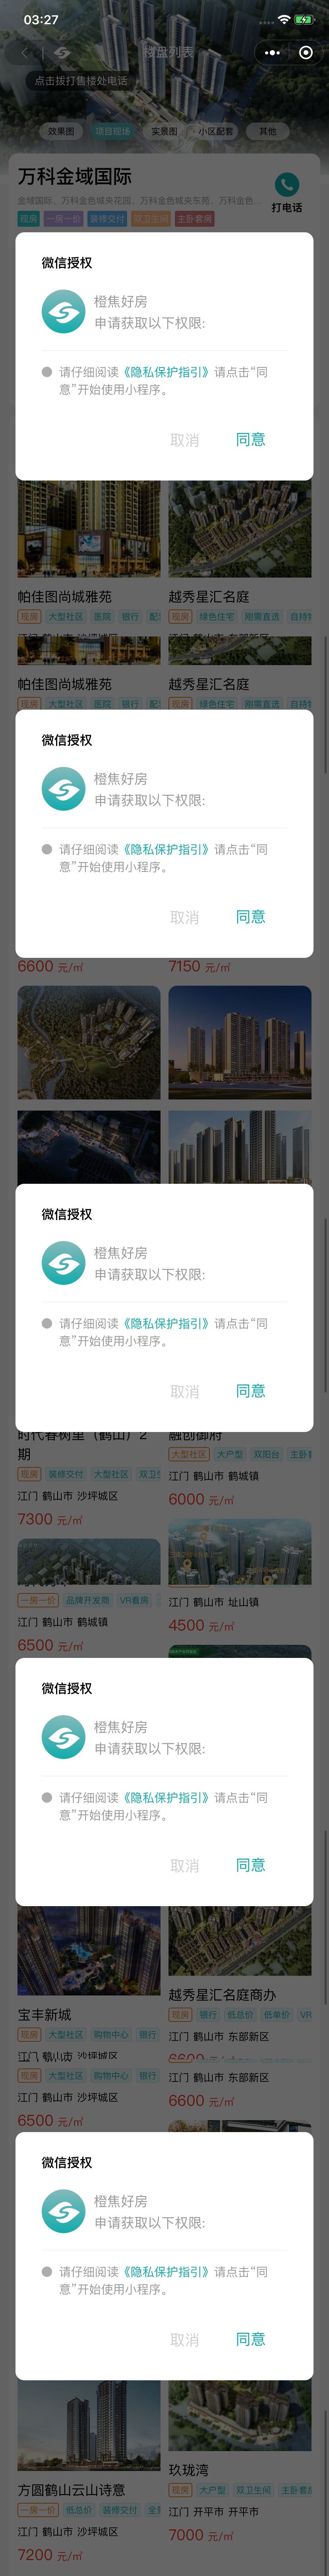 03:27
楼盘列表
点击拨打售楼处电话
效果图 项目现场 实景图 小区配套 其他
万科金域国际
金域国际、万科金色城央花园、万科金色城央东苑、万科金色...
打电话
现房 一房一价 装修交付 双卫生间 主卧套房
微信授权
橙焦好房
申请获取以下权限:
请仔细阅读《隐私保护指引》请点击“同
意”开始使用小程序。
取消 同意
帕佳图尚城雅苑 越秀星汇名庭
现房 大型社区 医院 银行 现房 绿色住宅 刚需直选
帕佳图尚城雅苑 越秀星汇名庭
现房 大型社区 医院 银行 现房 绿色住宅 刚需直选
微信授权
橙焦好房
申请获取以下权限:
请仔细阅读《隐私保护指引》请点击“同
意”开始使用小程序。
取消 同意
6600 元/㎡ 7150 元/㎡
微信授权
橙焦好房
申请获取以下权限:
请仔细阅读《隐私保护指引》请点击“同
意”开始使用小程序。
取消 同意
时代春树里（鹤山）2
期
融创御府
现房 装修交付 大型社区
大型社区 大户型 双阳台
江门 鹤山市 沙坪城区
江门 鹤山市 鹤城镇
7300 元/㎡
6000 元/㎡
一房一价 品牌开发商 VR看房
江门 鹤山市 鹤城镇
6500 元/㎡
江门 鹤山市 址山镇
4500 元/㎡
微信授权
橙焦好房
申请获取以下权限:
请仔细阅读《隐私保护指引》请点击“同
意”开始使用小程序。
取消 同意
宝丰新城
越秀星汇名庭商办
现房 大型社区 购物中心 银行
现房 银行 低总价 低单价 VR
江门 鹤山市 沙坪城区
江门 鹤山市 东部新区
现房 大型社区 购物中心 银行
江门 鹤山市 沙坪城区
6500 元/㎡
江门 鹤山市 东部新区
6600 元/㎡
微信授权
橙焦好房
申请获取以下权限:
请仔细阅读《隐私保护指引》请点击“同
意”开始使用小程序。
取消 同意
方圆鹤山云山诗意
玖珑湾
一房一价 低总价 装修交付
现房 大户型 双卫生间
江门 鹤山市 沙坪城区
江门 开平市 开平市
7200 元/㎡
7000 元/㎡